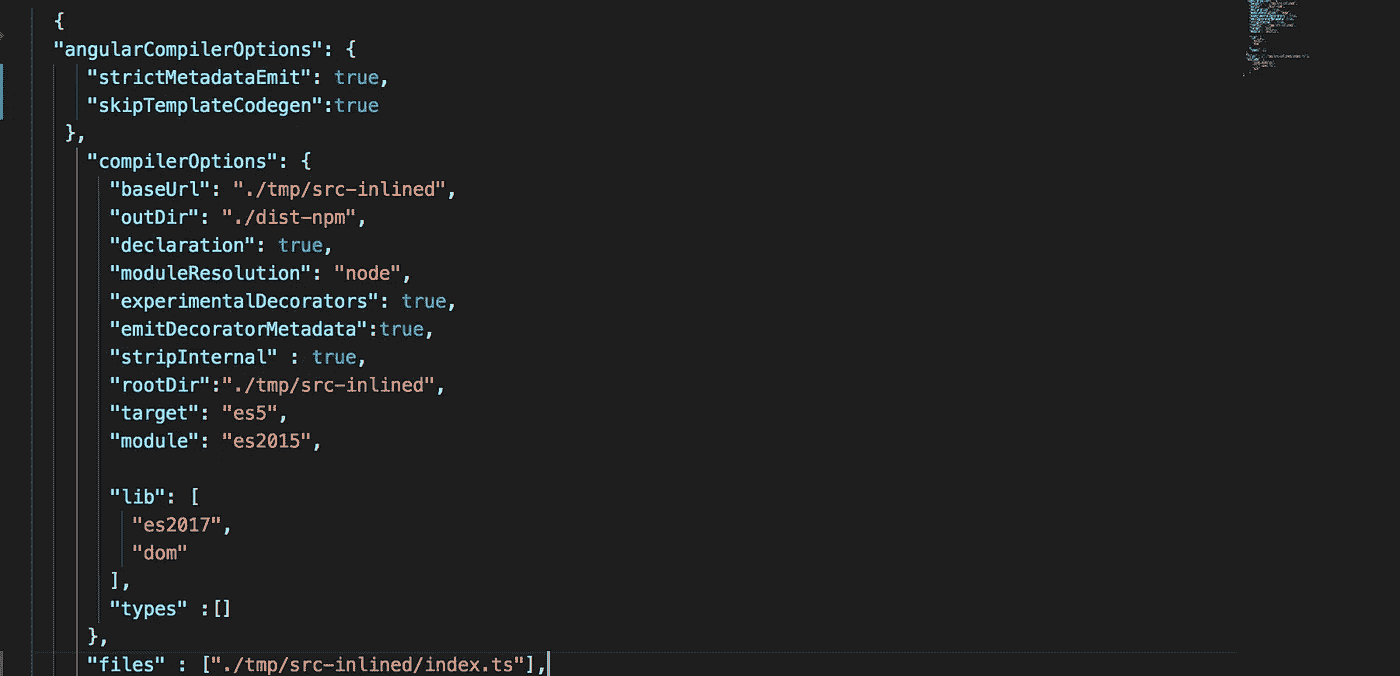 {
"angularCompilerOptions": {
"strictMetadataEmit": true,
"skipTemplateCodegen":true
},
"compilerOptions": {
"baseUrl": "./tmp/src-inlined",
"outDir": "./dist-npm",
"declaration": true,
"moduleResolution": "node",
"experimentalDecorators": true,
"emitDecoratorMetadata":true,
"stripInternal" : true,
"rootDir":"./tmp/src-inlined",
"target": "es5",
"module": "es2015",
"lib": [
"es2017",
"dom"
],
"types" :[]
},
"files" : ["./tmp/src-inlined/index.ts"],